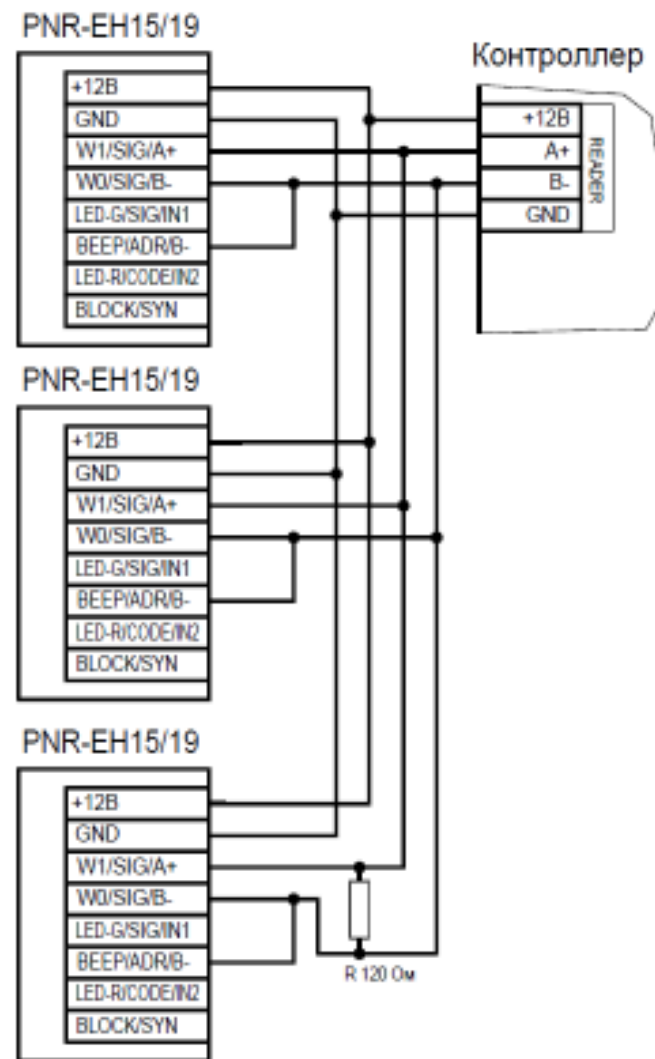 PNR-EH15/19
+12В
GND
W1/SIG/A+
W0/SIG/B-
LED-G/SIG/IN1
BEEP/ADR/B-
LED-R/CODE/IN2
BLOCK/SYN
Контроллер
+12В
A+
B-
GND
READER
PNR-EH15/19
+12В
GND
W1/SIG/A+
W0/SIG/B-
LED-G/SIG/IN1
BEEP/ADR/B-
LED-R/CODE/IN2
BLOCK/SYN
PNR-EH15/19
+12В
GND
W1/SIG/A+
W0/SIG/B-
LED-G/SIG/IN1
BEEP/ADR/B-
LED-R/CODE/IN2
BLOCK/SYN
R 120 Ом